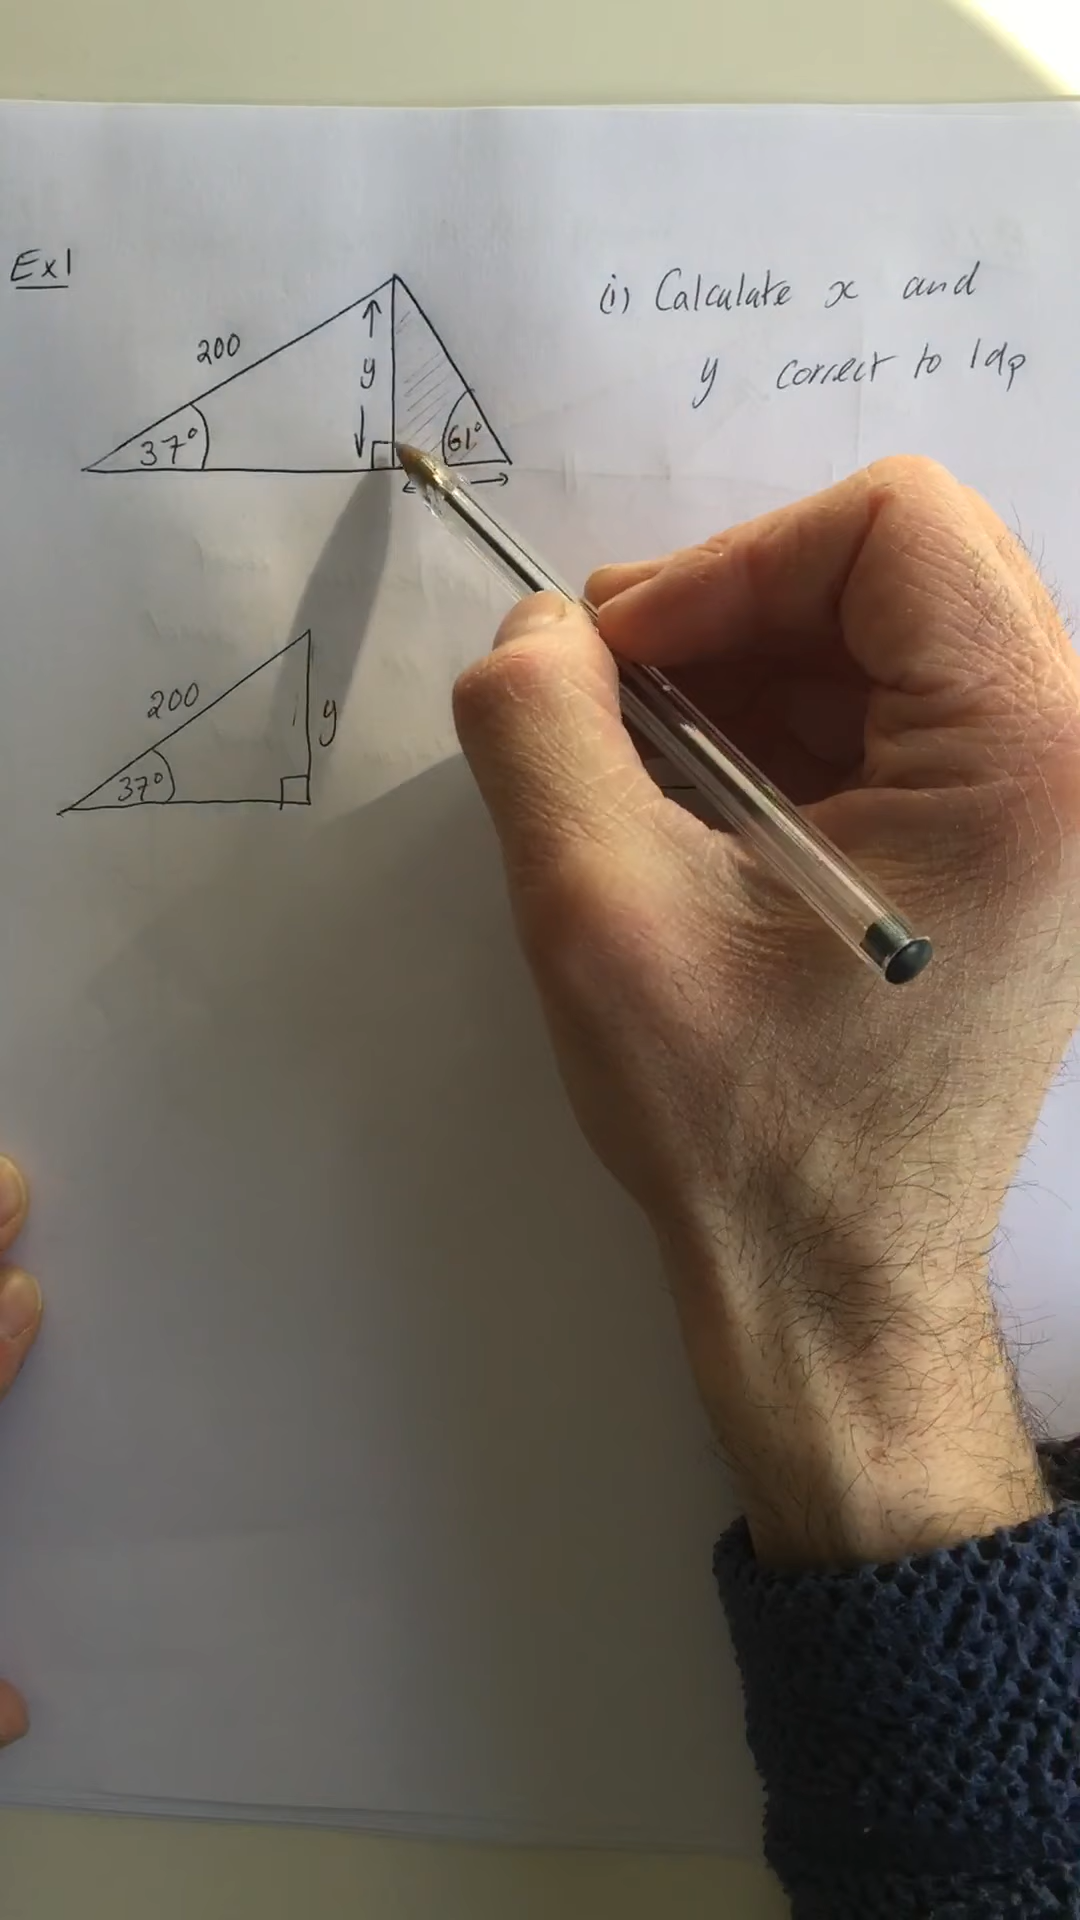 Ex1
(i) Calculate x and
y correct to 1dp
200
y
37°
61°
200
y
37°